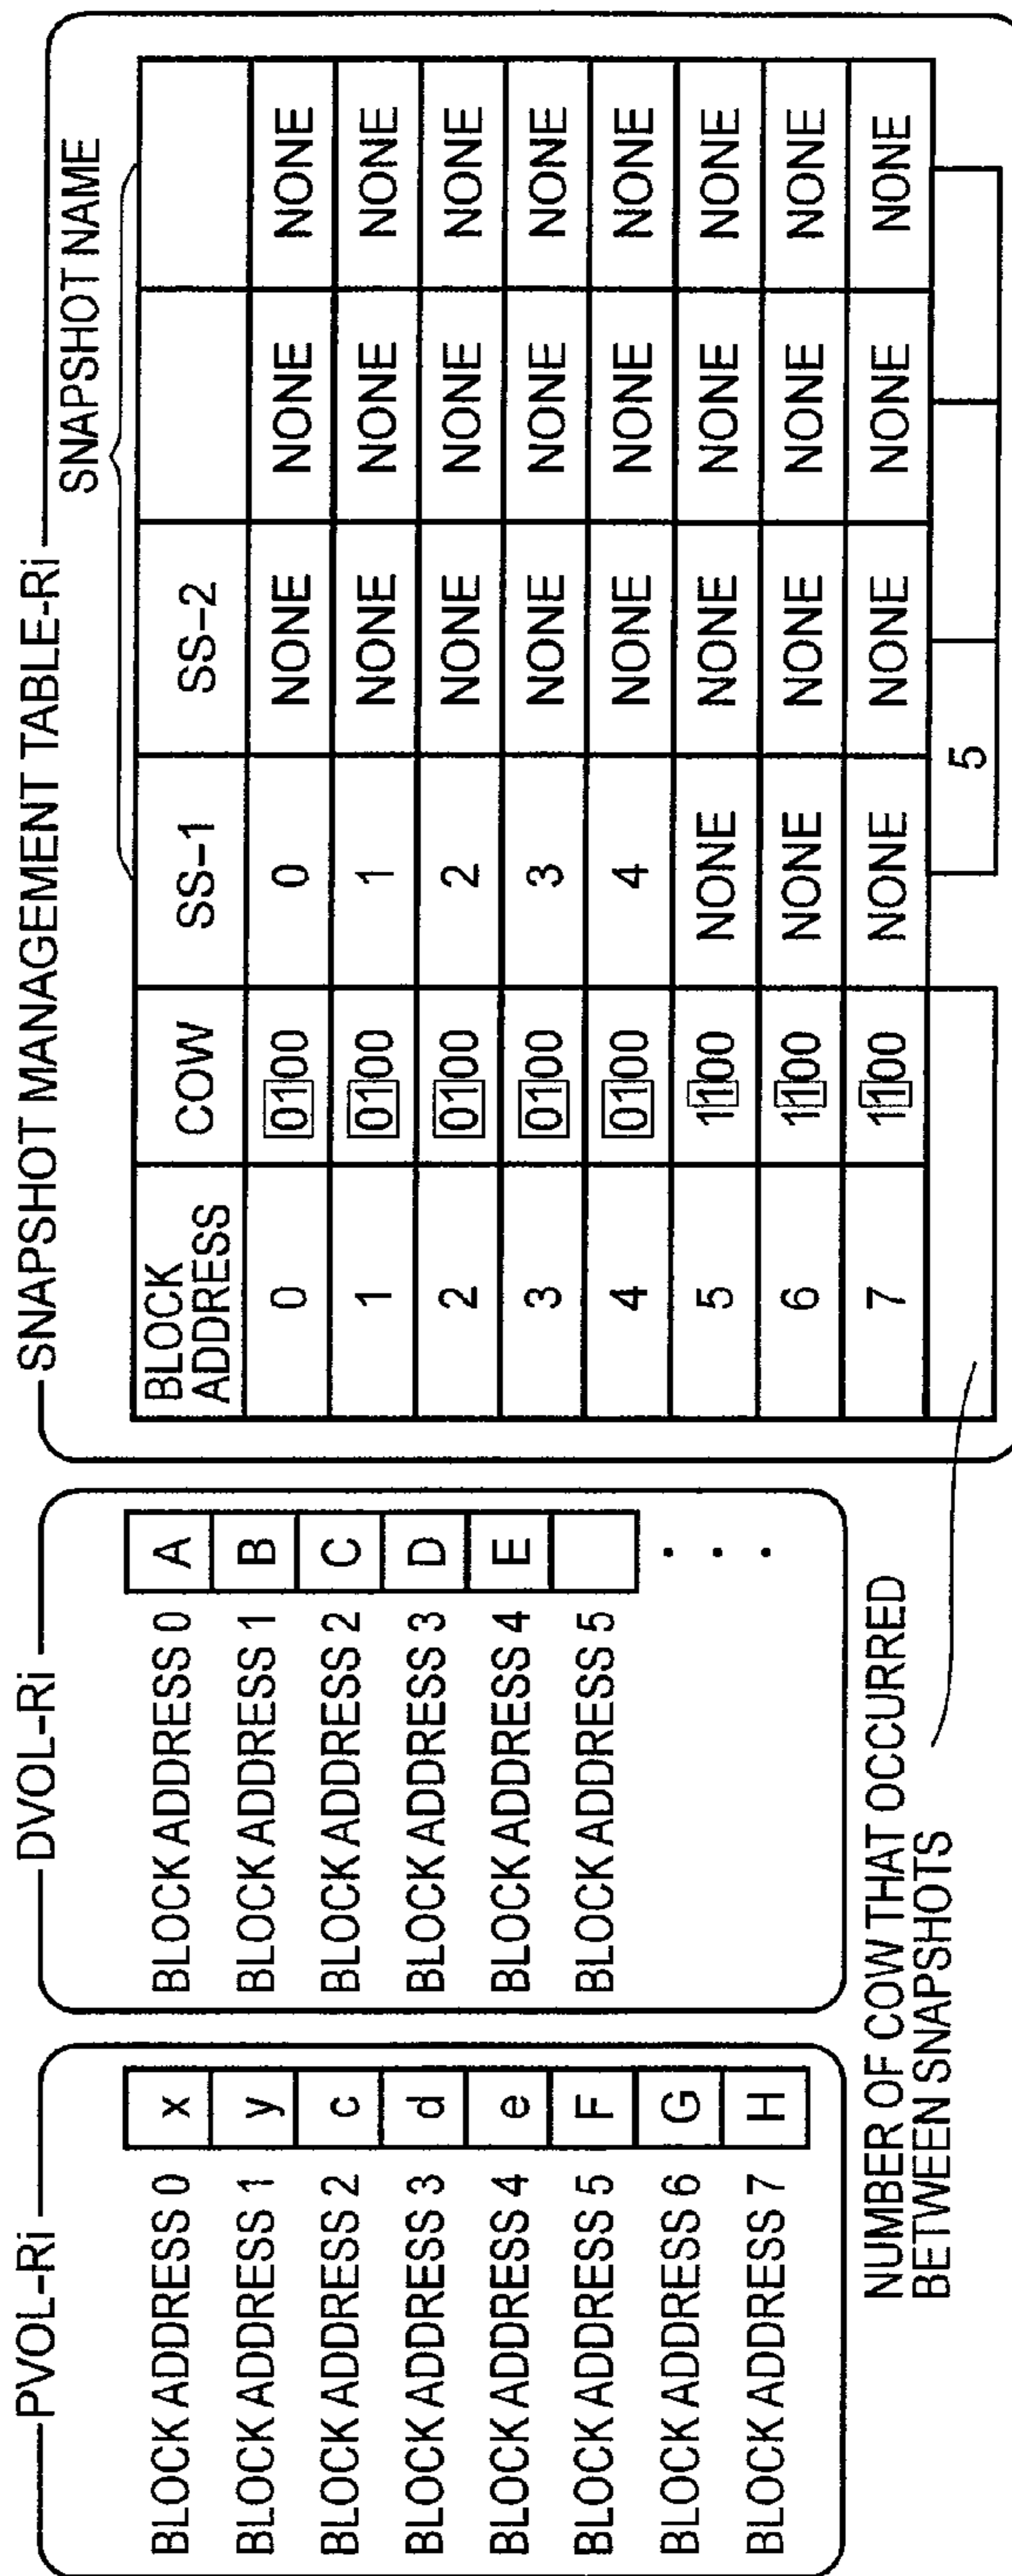 PVOL-Ri
BLOCK ADDRESS 0 x
BLOCK ADDRESS 1 y
BLOCK ADDRESS 2 c
BLOCK ADDRESS 3 d
BLOCK ADDRESS 4 e
BLOCK ADDRESS 5 F
BLOCK ADDRESS 6 G
BLOCK ADDRESS 7 H
DVOL-Ri
BLOCK ADDRESS 0 A
BLOCK ADDRESS 1 B
BLOCK ADDRESS 2 C
BLOCK ADDRESS 3 D
BLOCK ADDRESS 4 E
BLOCK ADDRESS 5
. . .
NUMBER OF COW THAT OCCURRED
BETWEEN SNAPSHOTS
SNAPSHOT MANAGEMENT TABLE-Ri
SNAPSHOT NAME
BLOCK
ADDRESS COW SS-1 SS-2
0 0100 0 NONE NONE NONE
1 0100 1 NONE NONE NONE
2 0100 2 NONE NONE NONE
3 0100 3 NONE NONE NONE
4 0100 4 NONE NONE NONE
5 1100 NONE NONE NONE NONE
6 1100 NONE NONE NONE NONE
7 1100 NONE NONE NONE NONE
5